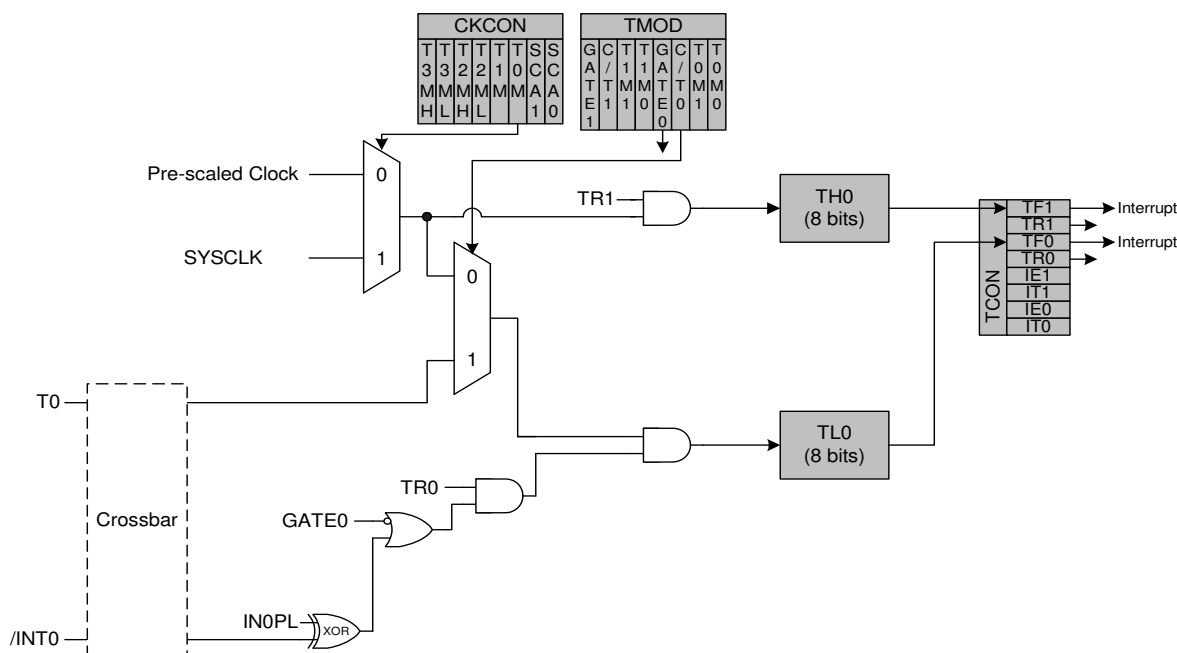 CKCON
T3MH
T3ML
T2MH
T2ML
T1M
T0M
SCA1
SCA0
TMOD
GATE1
C/T1
T1M1
T1M0
GATE0
C/T0
T0M1
T0M0
Pre-scaled Clock
0
SYSCLK
1
TR1
TH0
(8 bits)
TCON
TF1
TR1
TF0
TR0
IE1
IT1
IE0
IT0
Interrupt
Interrupt
0
1
T0
Crossbar
/INT0
TL0
(8 bits)
TR0
GATE0
IN0PL
XOR